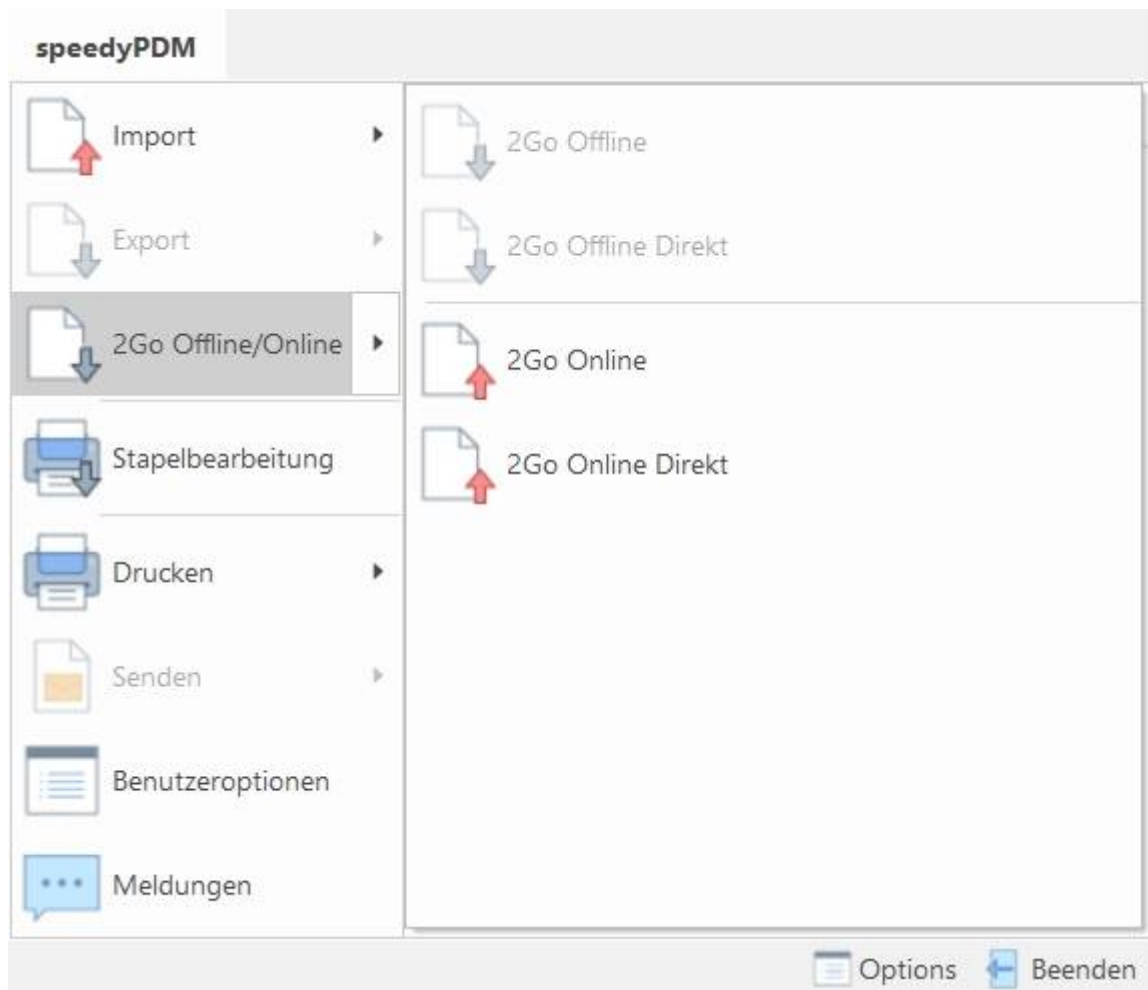 speedyPDM
Import
Export
2Go Offline/Online
Stapelbearbeitung
Drucken
Senden
Benutzeroptionen
Meldungen
2Go Offline
2Go Offline Direkt
2Go Online
2Go Online Direkt
Options
Beenden